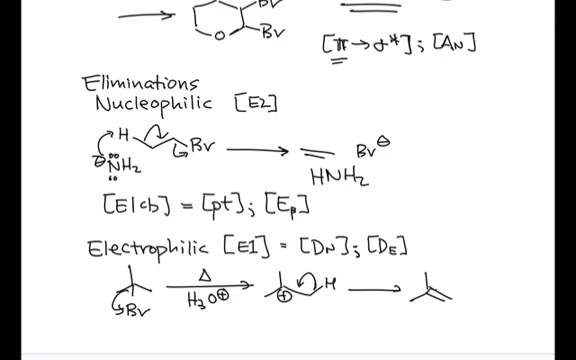 Br
O Br
[π→σ*]; [AN]
Eliminations
Nucleophilic [E2]
H Br → Br⊖
⊖NH2 HNH2
[E1cb] = [pt]; [Ep]
Electrophilic [E1] = [DN]; [DE]
Δ H
Br H3O⊕ → ⊕ →